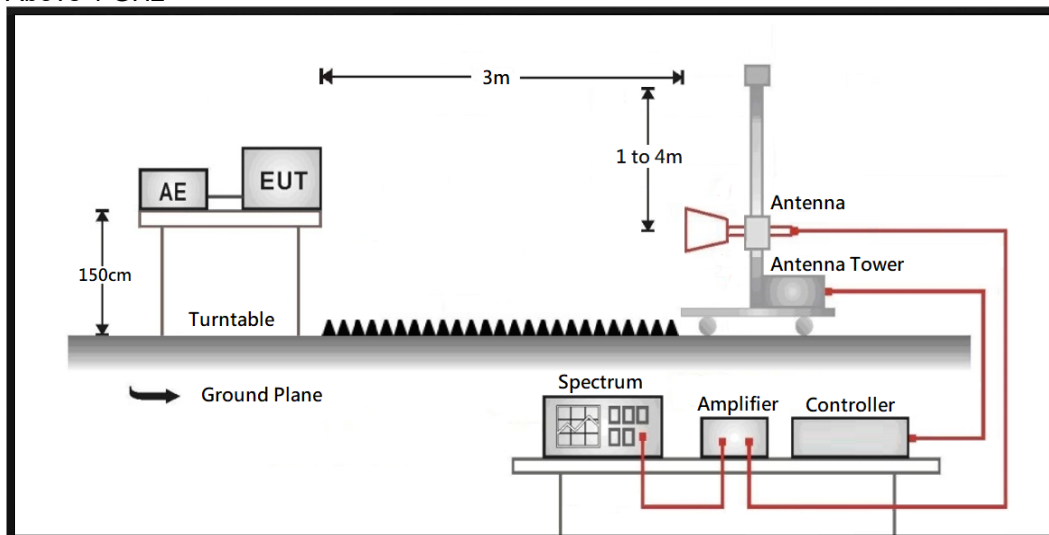 3m
1 to 4m
AE
EUT
Antenna
150cm
Antenna Tower
Turntable
Ground Plane
Spectrum
Amplifier
Controller